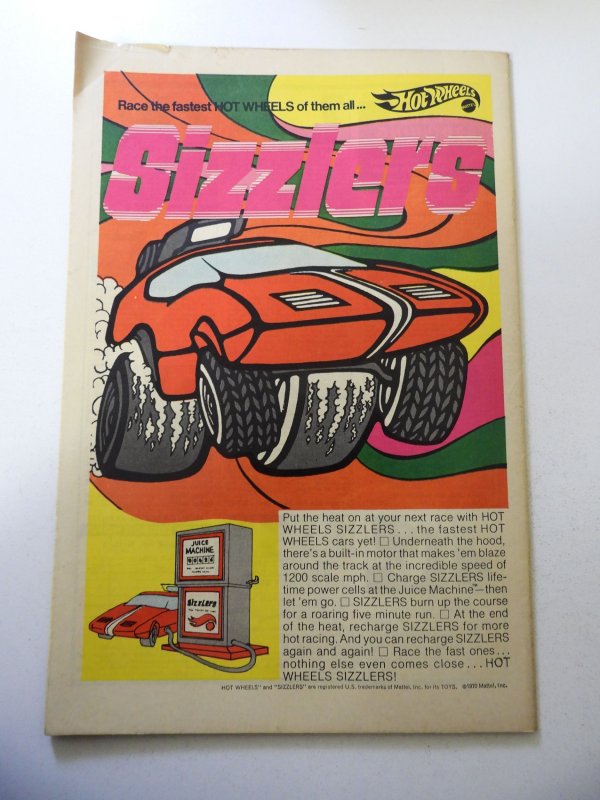 Race the fastest HOT WHEELS of them all...
HOT WHEELS
MATTEL
Sizzlers
JUICE
MACHINE
Sizzlers
Put the heat on at your next race with HOT
WHEELS SIZZLERS... the fastest HOT
WHEELS cars yet! □ Underneath the hood,
there's a built-in motor that makes 'em blaze
around the track at the incredible speed of
1200 scale mph. □ Charge SIZZLERS life-
time power cells at the Juice Machine™—then
let 'em go. □ SIZZLERS burn up the course
for a roaring five minute run. □ At the end
of the heat, recharge SIZZLERS for more
hot racing. And you can recharge SIZZLERS
again and again! □ Race the fast ones...
nothing else even comes close...HOT
WHEELS SIZZLERS!
HOT WHEELS" and "SIZZLERS" are registered U.S. trademarks of Mattel, Inc. for its TOYS. ©1970 Mattel, Inc.